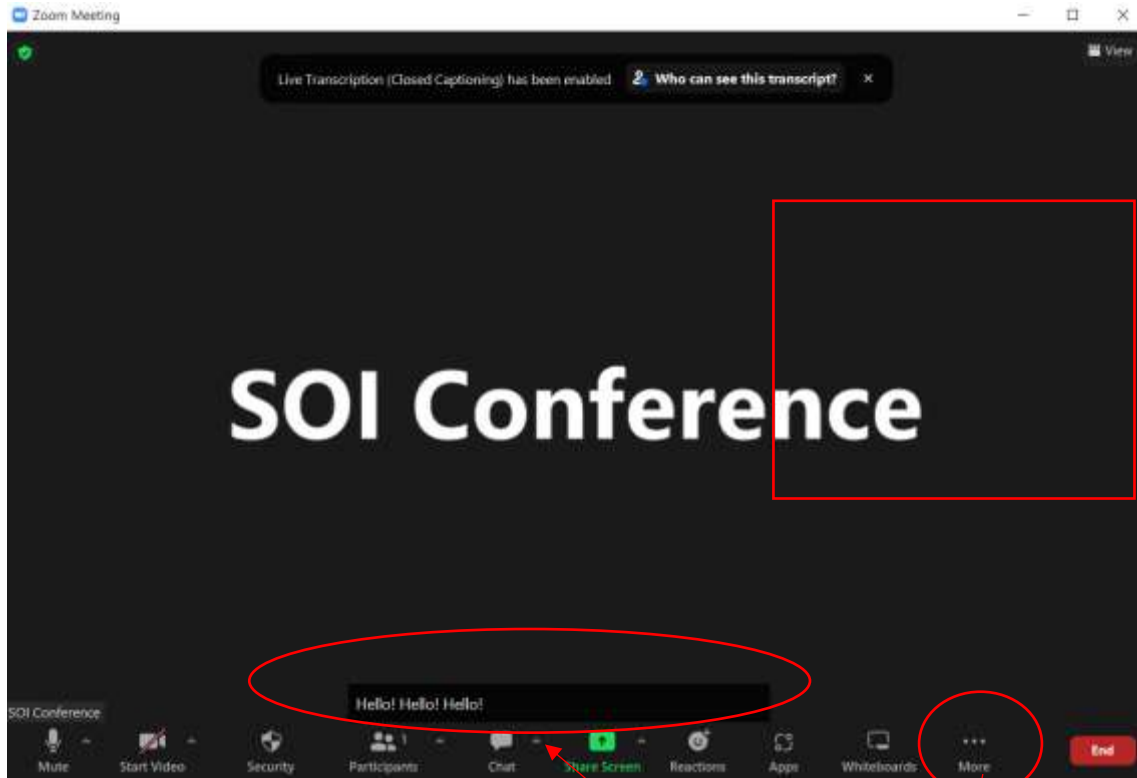 Zoom Meeting
View
Live Transcription (Closed Captioning) has been enabled Who can see this transcript?
SOI Conference
Hello! Hello! Hello!
SOI Conference
1
Mute Start Video Security Participants Chat Share Screen Reactions Apps Whiteboards More End